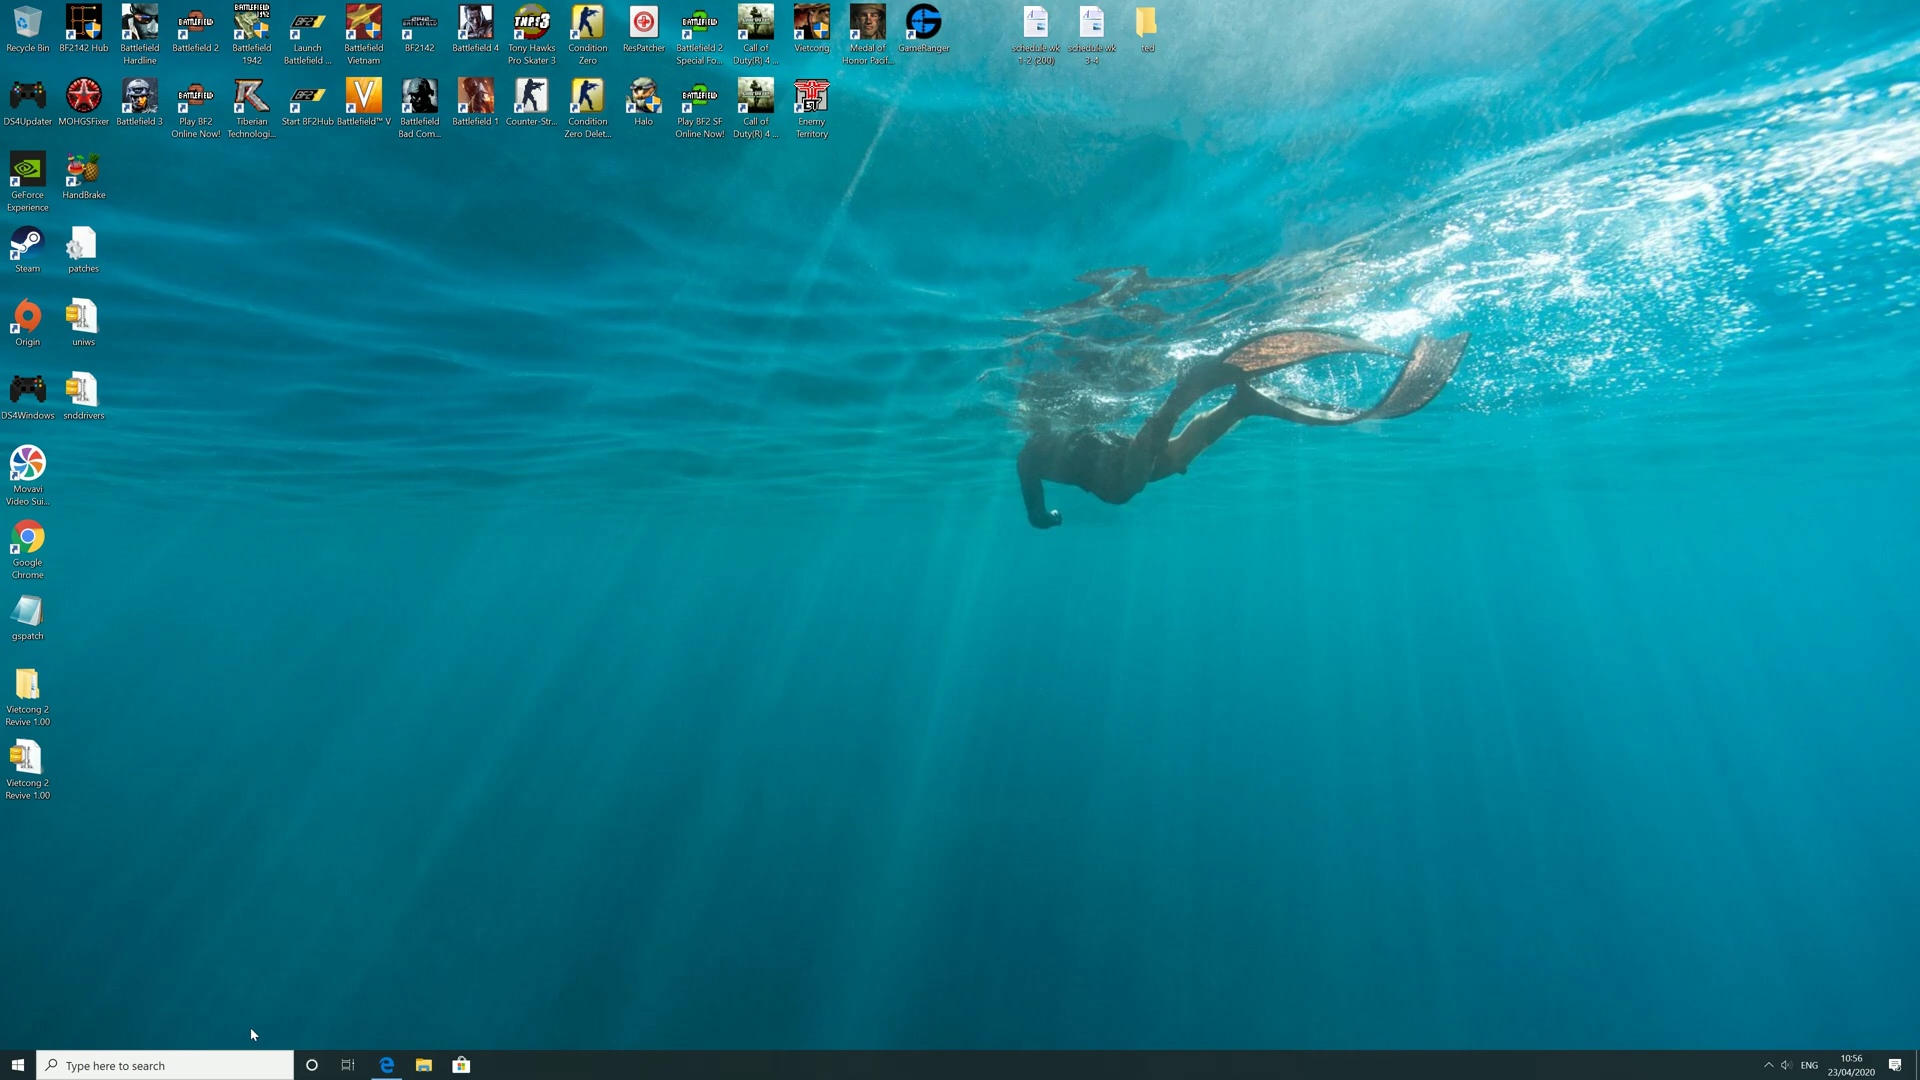 Recycle Bin
BF2142 Hub
Battlefield
Hardline
Battlefield 2
Battlefield
1942
Launch
Battlefield ...
Battlefield
Vietnam
BF2142
Battlefield 4
Tony Hawks
Pro Skater 3
Condition
Zero
ResPatcher
Battlefield 2
Special Fo...
Call of
Duty(R) 4 ...
Vietcong
Medal of
Honor Pacif...
GameRanger
schedule wk
1-2 (200)
schedule wk
3-4
ted
DS4Updater
MOHGSFixer
Battlefield 3
Play BF2
Online Now!
Tiberian
Technologi...
Start BF2Hub
Battlefield™ V
Battlefield
Bad Com...
Battlefield 1
Counter-Str...
Condition
Zero Delet...
Halo
Play BF2 SF
Online Now!
Call of
Duty(R) 4 ...
Enemy
Territory
GeForce
Experience
HandBrake
Steam
patches
Origin
uniws
DS4Windows
snddrivers
Movavi
Video Sui...
Google
Chrome
gspatch
Vietcong 2
Revive 1.00
Vietcong 2
Revive 1.00
Type here to search
ENG
10:56
23/04/2020